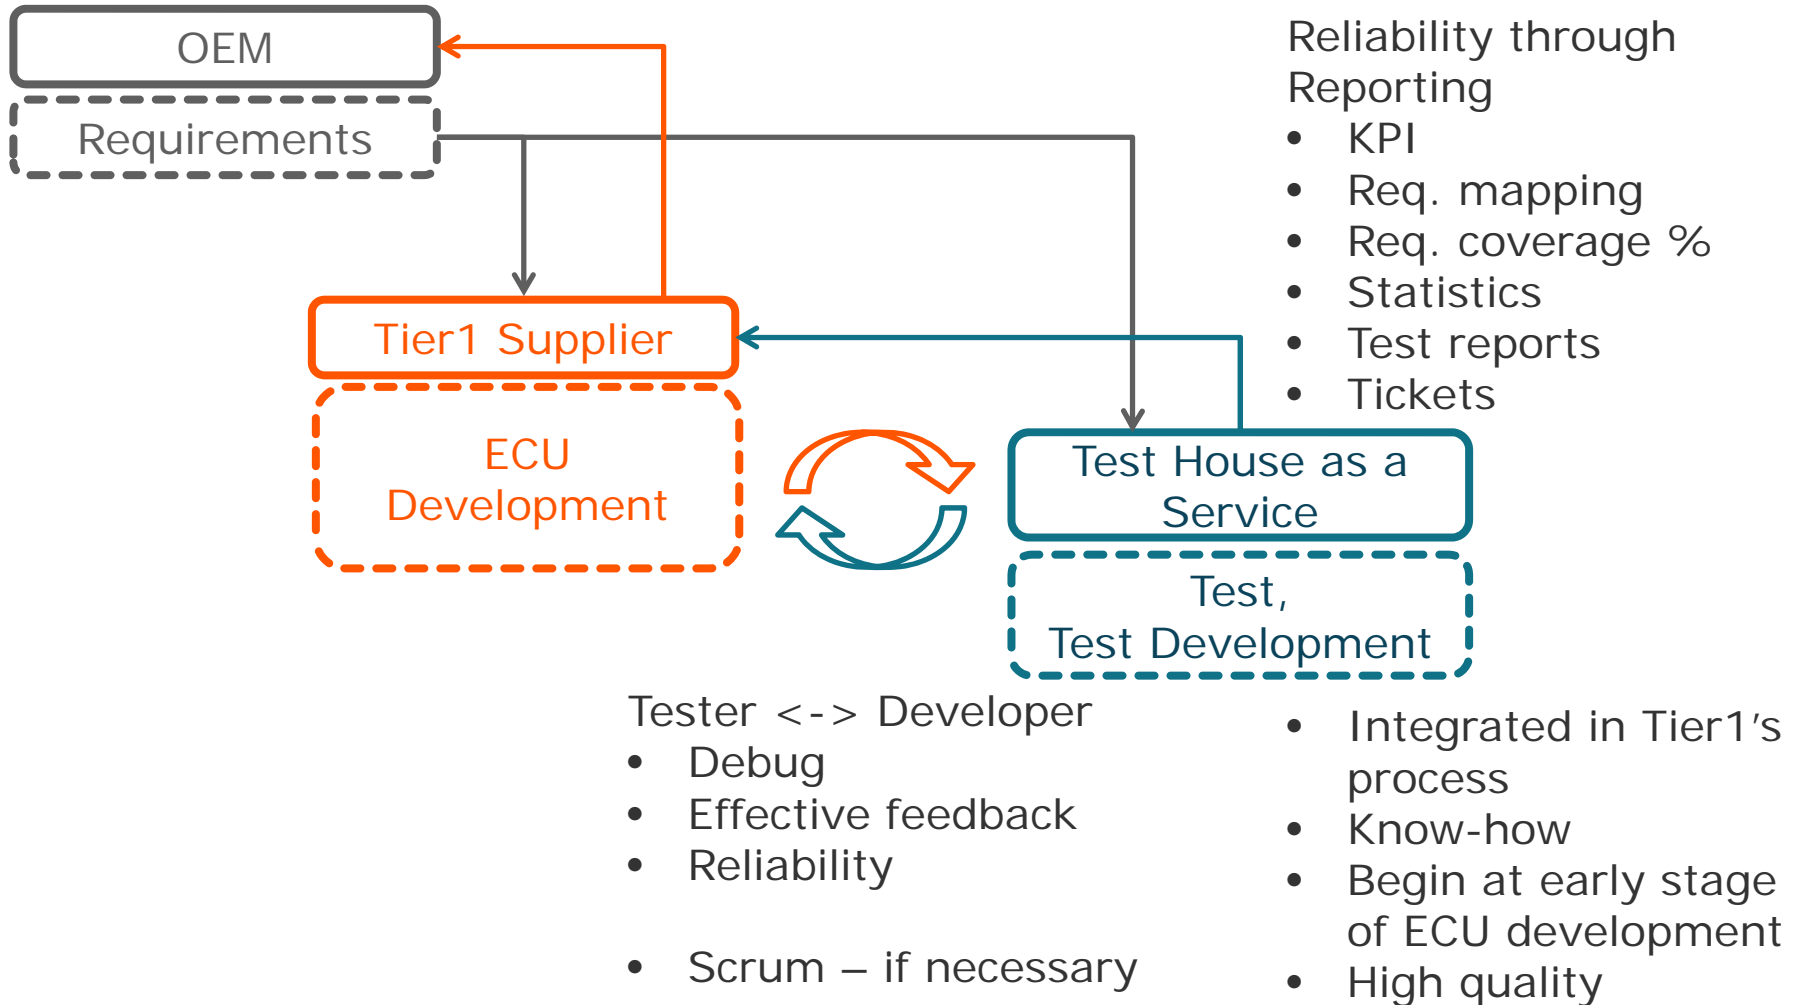 OEM
Requirements
Reliability through
Reporting
• KPI
• Req. mapping
• Req. coverage %
• Statistics
• Test reports
• Tickets
Tier1 Supplier
ECU
Development
Test House as a
Service
Test,
Test Development
Tester <-> Developer
• Debug
• Effective feedback
• Reliability
• Scrum – if necessary
• Integrated in Tier1’s
process
• Know-how
• Begin at early stage
of ECU development
• High quality